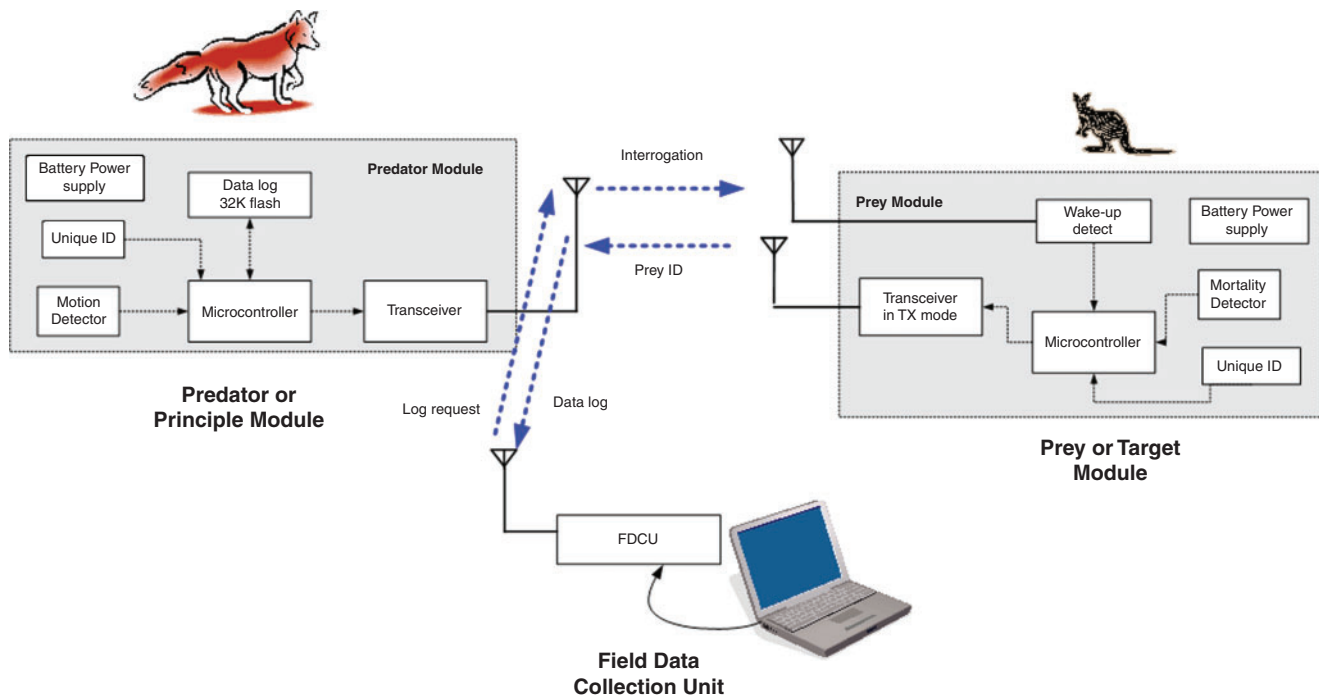 Battery Power
supply
Predator Module
Data log
32K flash
Unique ID
Motion
Detector
Microcontroller
Transceiver
Predator or
Principle Module
Interrogation
Prey ID
Log request
Data log
Prey Module
Wake-up
detect
Battery Power
supply
Transceiver
in TX mode
Mortality
Detector
Microcontroller
Unique ID
Prey or Target
Module
FDCU
Field Data
Collection Unit